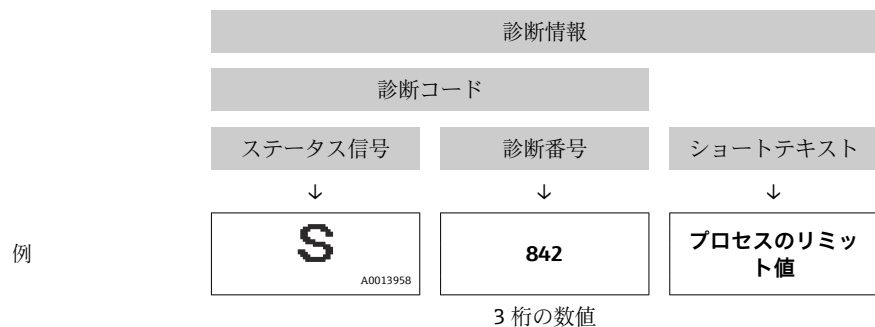 診断情報
診断コード
ステータス信号 診断番号 ショートテキスト
↓ ↓ ↓
例
S
A0013958
842
プロセスのリミッ
ト値
3 桁の数値